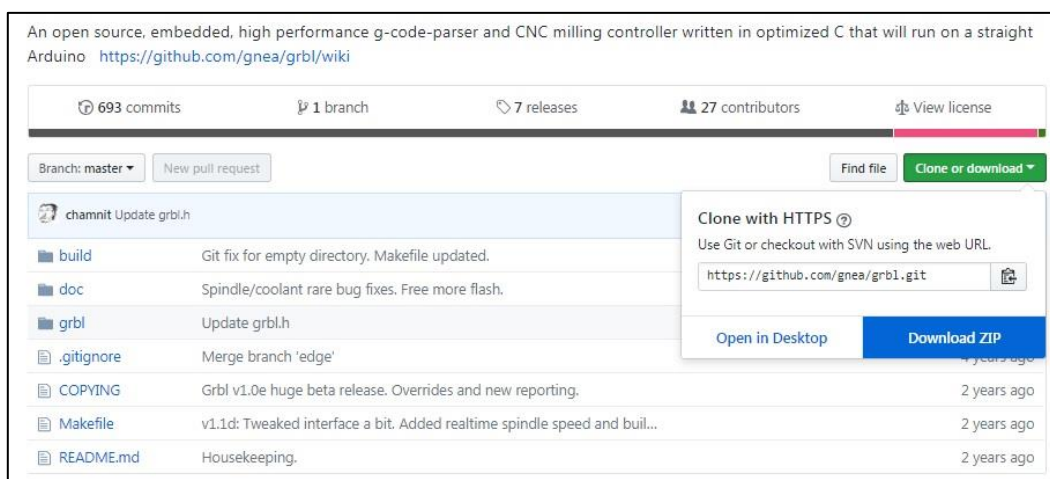 An open source, embedded, high performance g-code-parser and CNC milling controller written in optimized C that will run on a straight
Arduino https://github.com/gnea/grbl/wiki
693 commits 1 branch 7 releases 27 contributors View license
Branch: master New pull request Find file Clone or download
chamnit Update grbl.h
Clone with HTTPS
Use Git or checkout with SVN using the web URL.
https://github.com/gnea/grbl.git
Open in Desktop Download ZIP
build Git fix for empty directory. Makefile updated.
doc Spindle/coolant rare bug fixes. Free more flash.
grbl Update grbl.h
.gitignore Merge branch 'edge' 4 years ago
COPYING Grbl v1.0e huge beta release. Overrides and new reporting. 2 years ago
Makefile v1.1d: Tweaked interface a bit. Added realtime spindle speed and buil... 2 years ago
README.md Housekeeping. 2 years ago